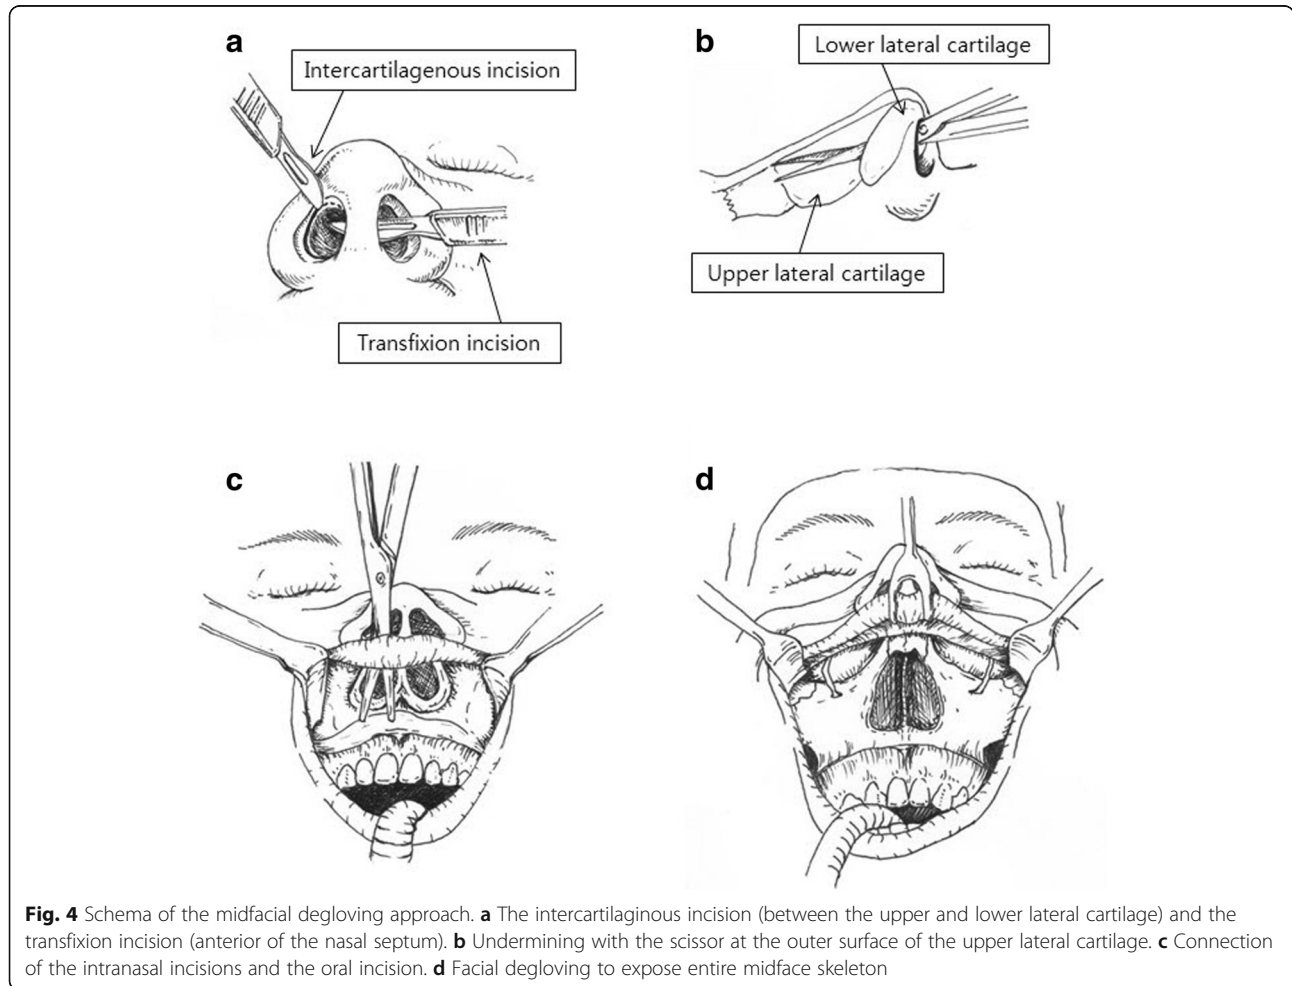 a
Intercartilagenous incision
Transfixion incision
b
Lower lateral cartilage
Upper lateral cartilage
c
d
Fig. 4 Schema of the midfacial degloving approach. a The intercartilaginous incision (between the upper and lower lateral cartilage) and the
transfixion incision (anterior of the nasal septum). b Undermining with the scissor at the outer surface of the upper lateral cartilage. c Connection
of the intranasal incisions and the oral incision. d Facial degloving to expose entire midface skeleton